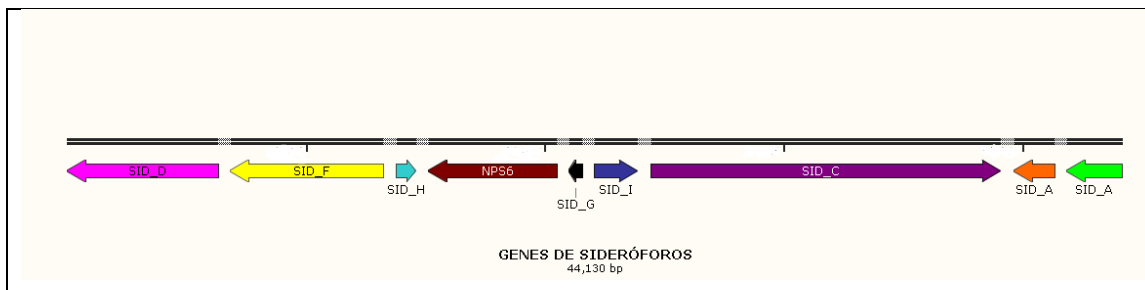 SID_D
SID_F
SID_H
NPS6
SID_G
SID_I
SID_C
SID_A
SID_A
GENES DE SIDERÓFOROS
44,130 bp